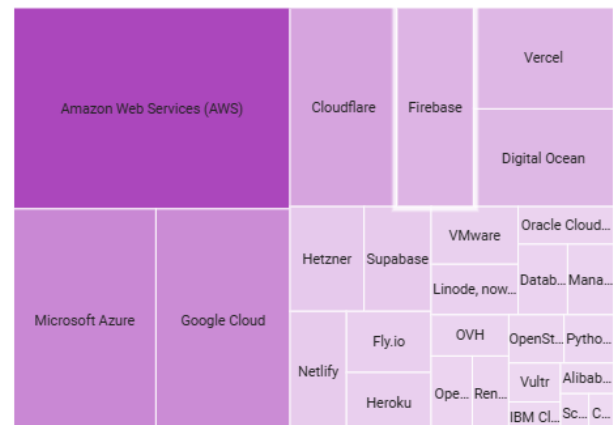 Amazon Web Services (AWS)
Cloudflare
Firebase
Vercel
Digital Ocean
Microsoft Azure
Google Cloud
Hetzner
Supabase
VMware
Oracle Cloud...
Linode, now...
Datab...
Mana...
Netlify
Fly.io
Heroku
OVH
OpenSt...
Pytho...
Ope...
Ren...
Vultr
Alibab...
IBM Cl...
Sc...
C...